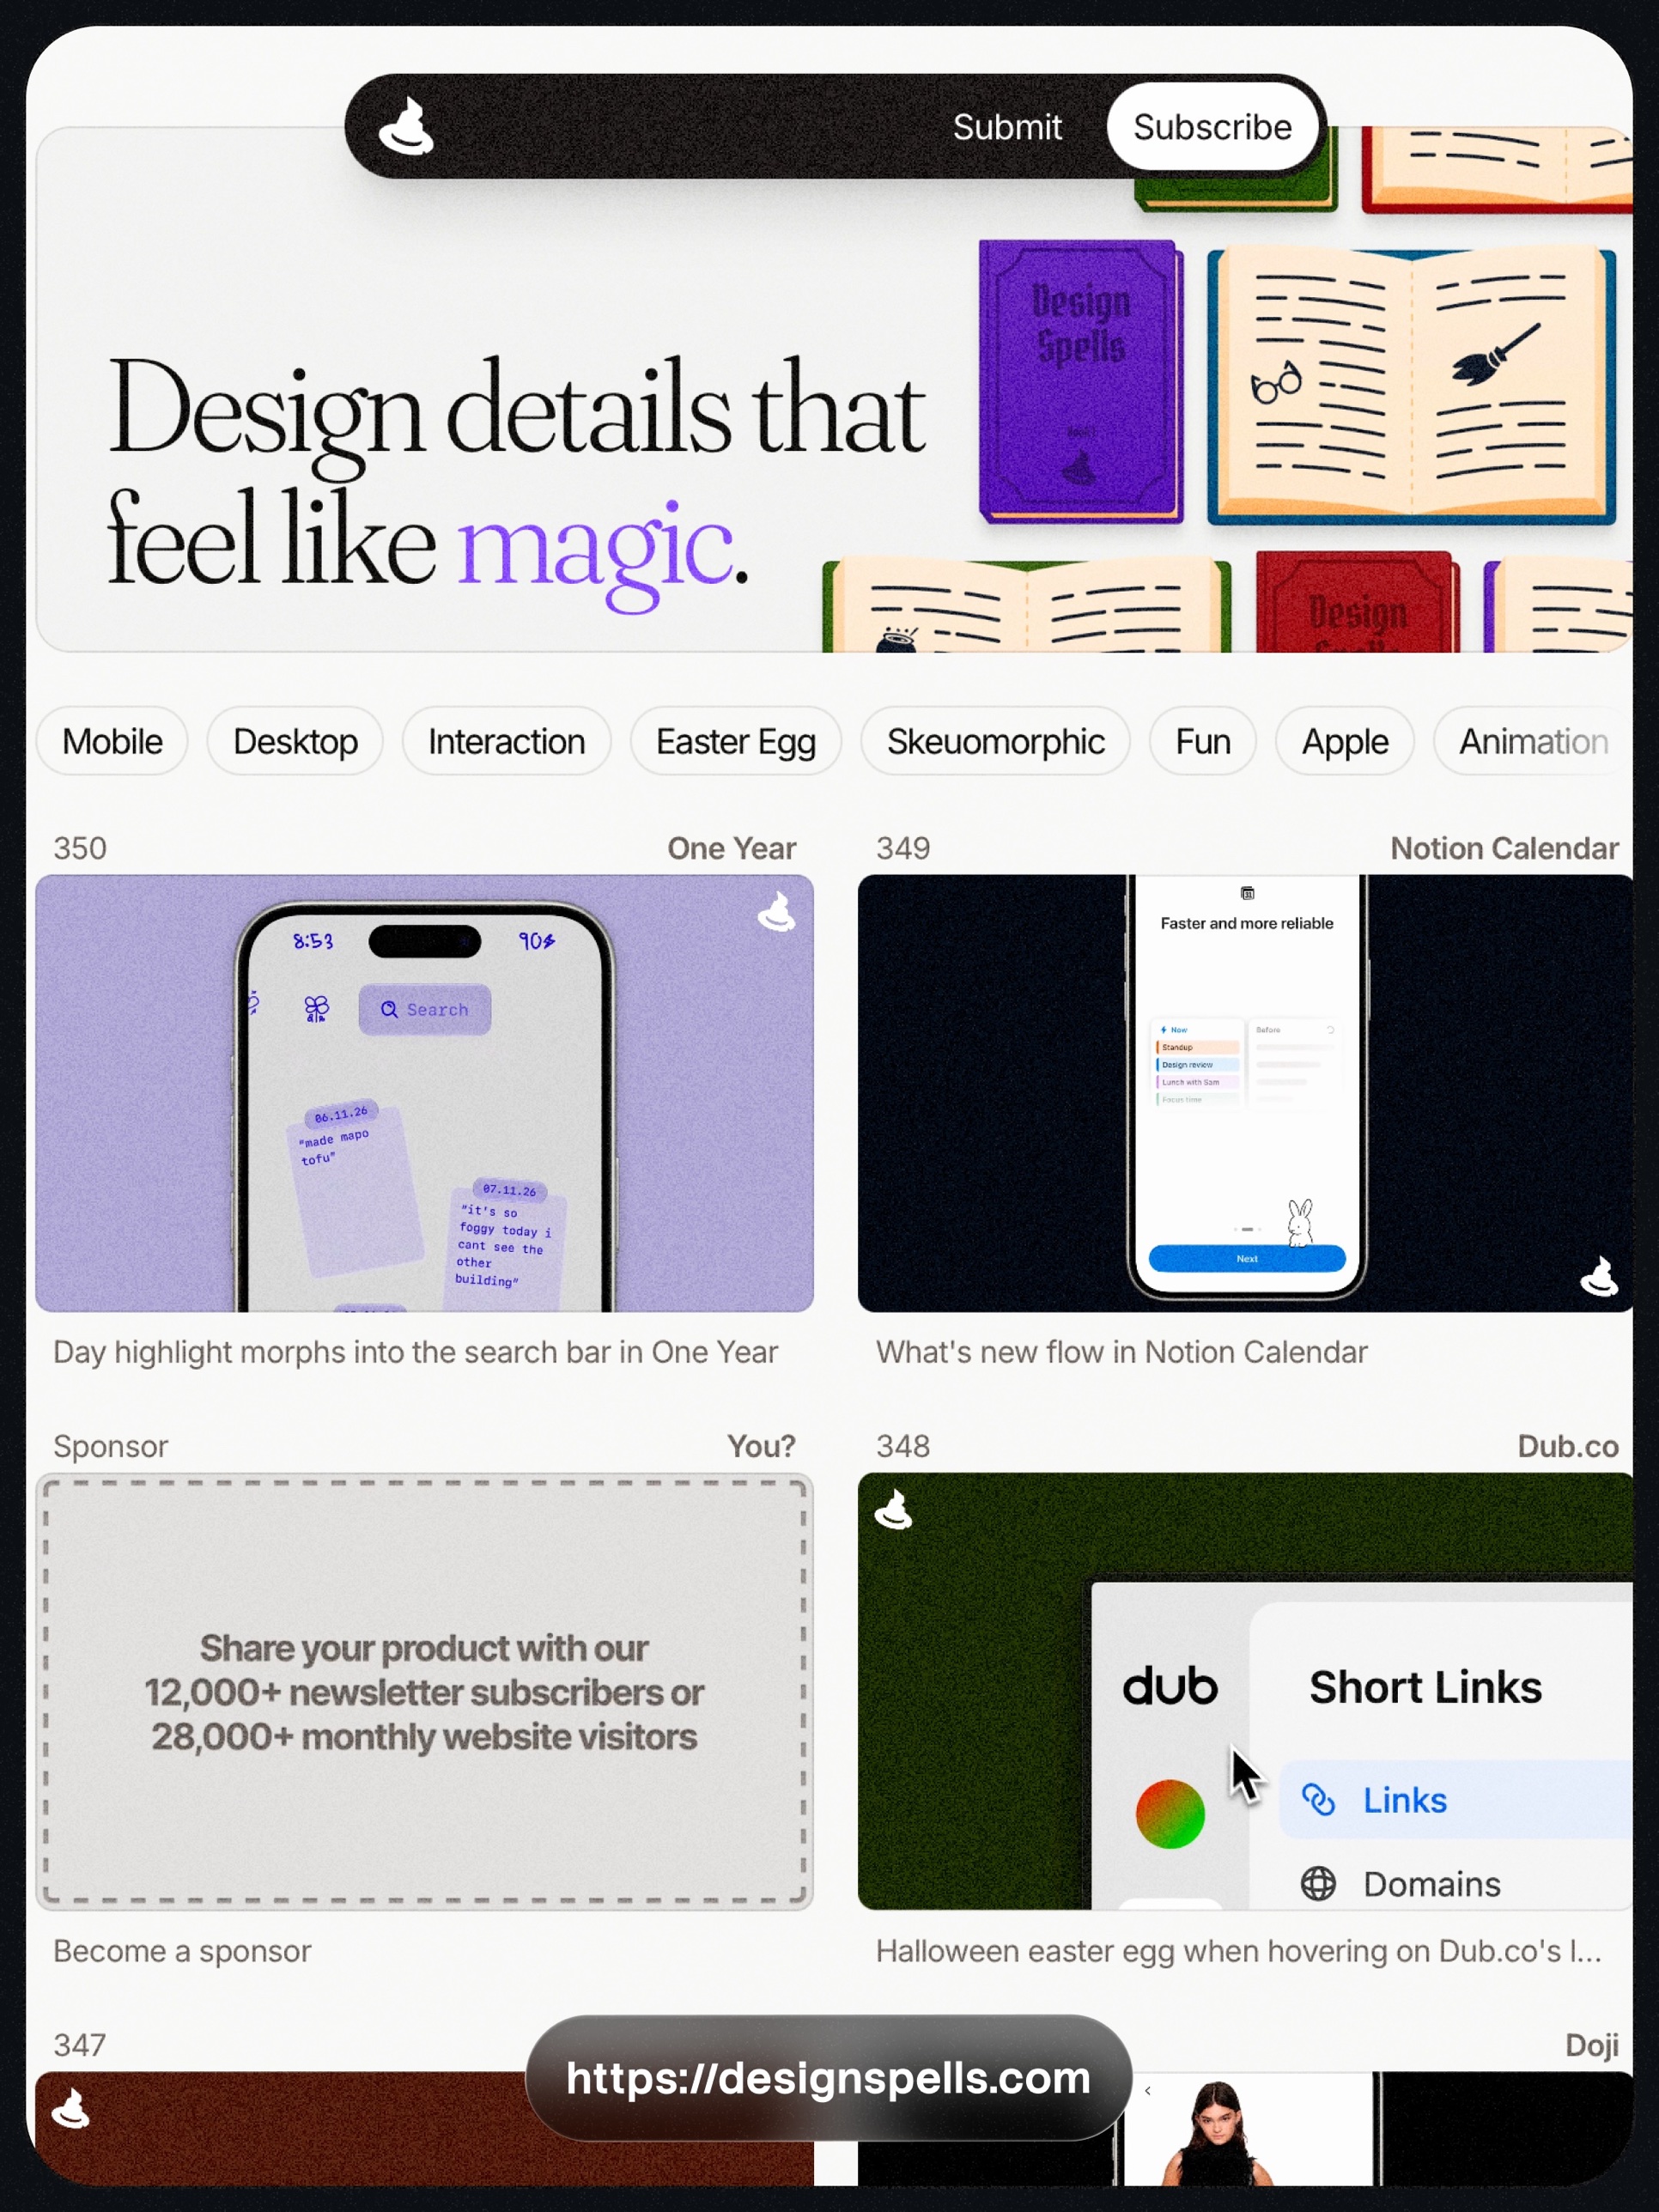 Submit
Subscribe
Design
Spells
Design details that
feel like magic.
Design
Spells
Mobile
Desktop
Interaction
Easter Egg
Skeuomorphic
Fun
Apple
Animation
350
One Year
349
Notion Calendar
8:53
90
Search
06.11.26
"made mapo
tofu"
07.11.26
"it's so
foggy today i
cant see the
other
building"
Faster and more reliable
Now
Before
Standup
Design review
Lunch with Sam
Focus time
Next
Day highlight morphs into the search bar in One Year
What's new flow in Notion Calendar
Sponsor
You?
348
Dub.co
Share your product with our
12,000+ newsletter subscribers or
28,000+ monthly website visitors
dub
Short Links
Links
Domains
Become a sponsor
Halloween easter egg when hovering on Dub.co's l...
347
Doji
https://designspells.com